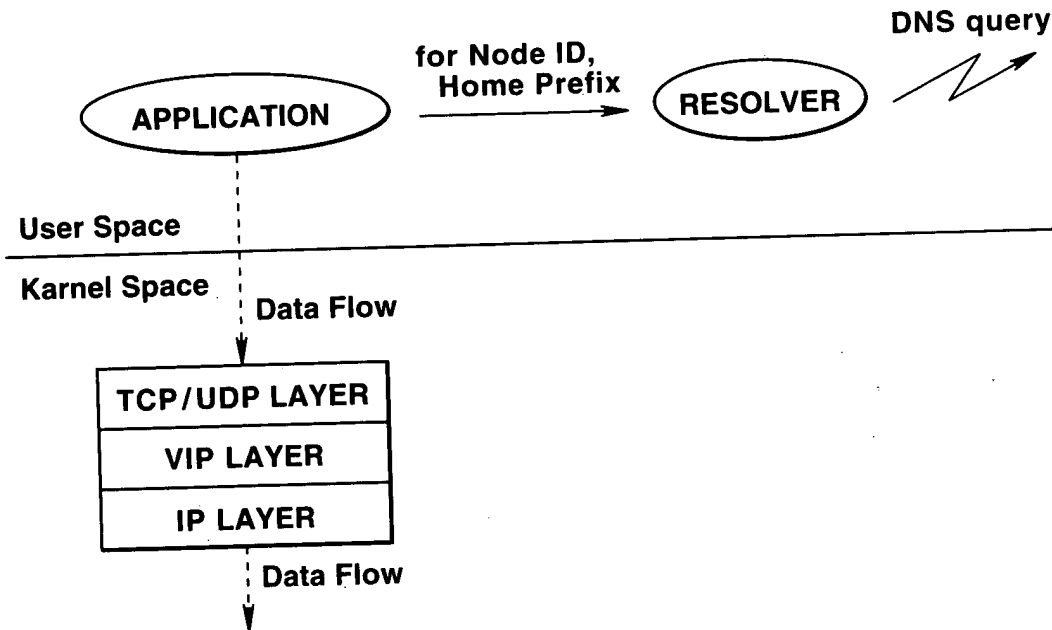 DNS query
for Node ID,
Home Prefix
APPLICATION
RESOLVER
User Space
Karnel Space
Data Flow
TCP/UDP LAYER
VIP LAYER
IP LAYER
Data Flow